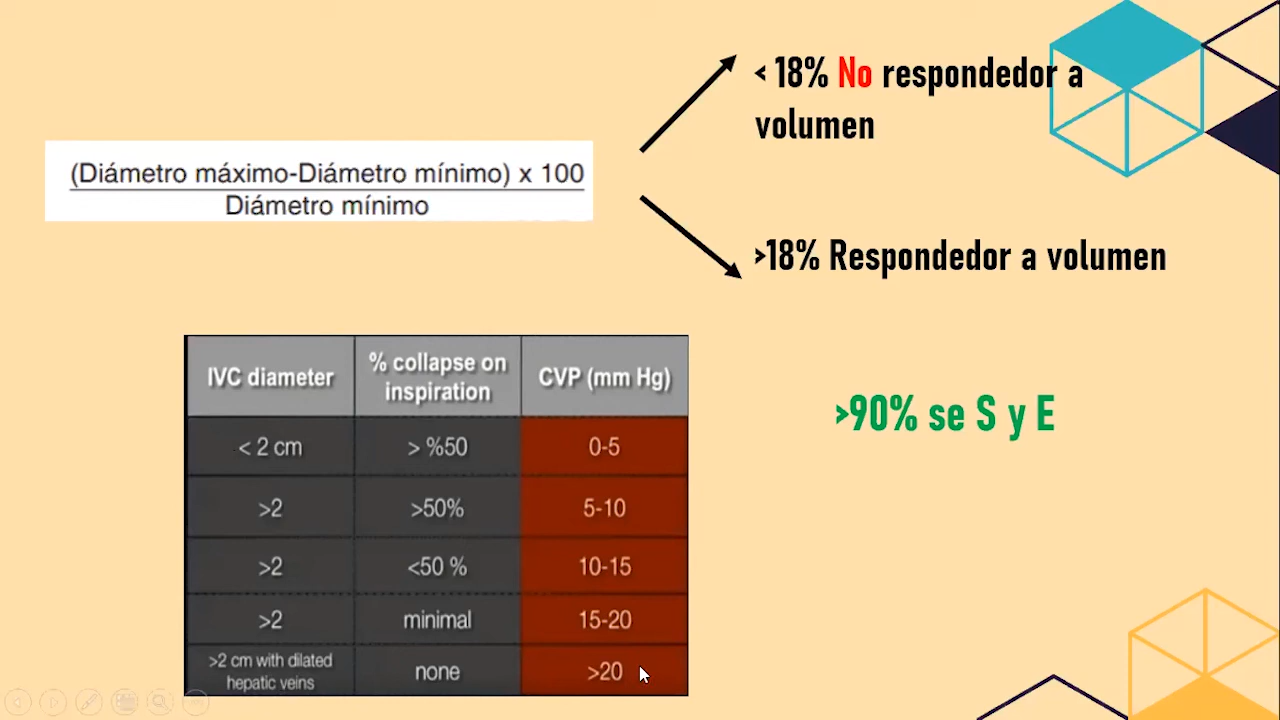 < 18% No respondedor a
volumen
(Diámetro máximo-Diámetro mínimo) x 100
Diámetro mínimo
>18% Respondedor a volumen
IVC diameter
% collapse on
inspiration
CVP (mm Hg)
< 2 cm
> %50
0-5
>2
>50%
5-10
>2
<50 %
10-15
>2
minimal
15-20
>2 cm with dilated
hepatic veins
none
>20
>90% se S y E